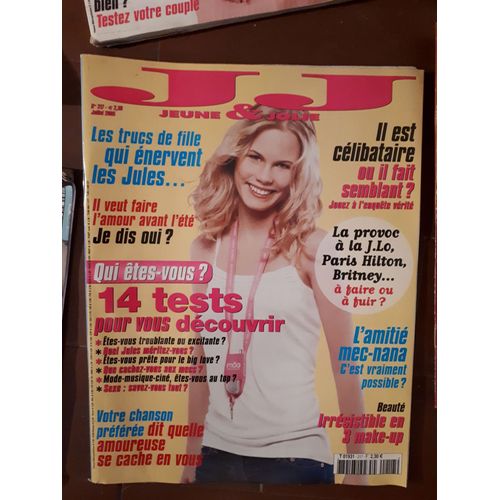 bien ?
Testez votre couple
JJ
JEUNE & JOLIE
Juillet 2005
Les trucs de fille
qui énervent
les Jules...
Il veut faire
l'amour avant l'été
Je dis oui ?
Il est
célibataire
ou il fait
semblant ?
Jouez à l'enquête vérité
La provoc
à la J.Lo,
Paris Hilton,
Britney...
à faire ou
à fuir ?
Qui êtes-vous ?
14 tests
pour vous découvrir
* Êtes-vous troublante ou excitante ?
* Quel Jules méritez-vous ?
* Êtes-vous prête pour le big love ?
* Que cachez-vous aux mecs ?
* Mode-musique-ciné, êtes-vous au top ?
* Sexe : savez-vous tout ?
L'amitié
mec-nana
C'est vraiment
possible ?
Votre chanson
préférée dit quelle
amoureuse
se cache en vous
Beauté
Irrésistible en
3 make-up